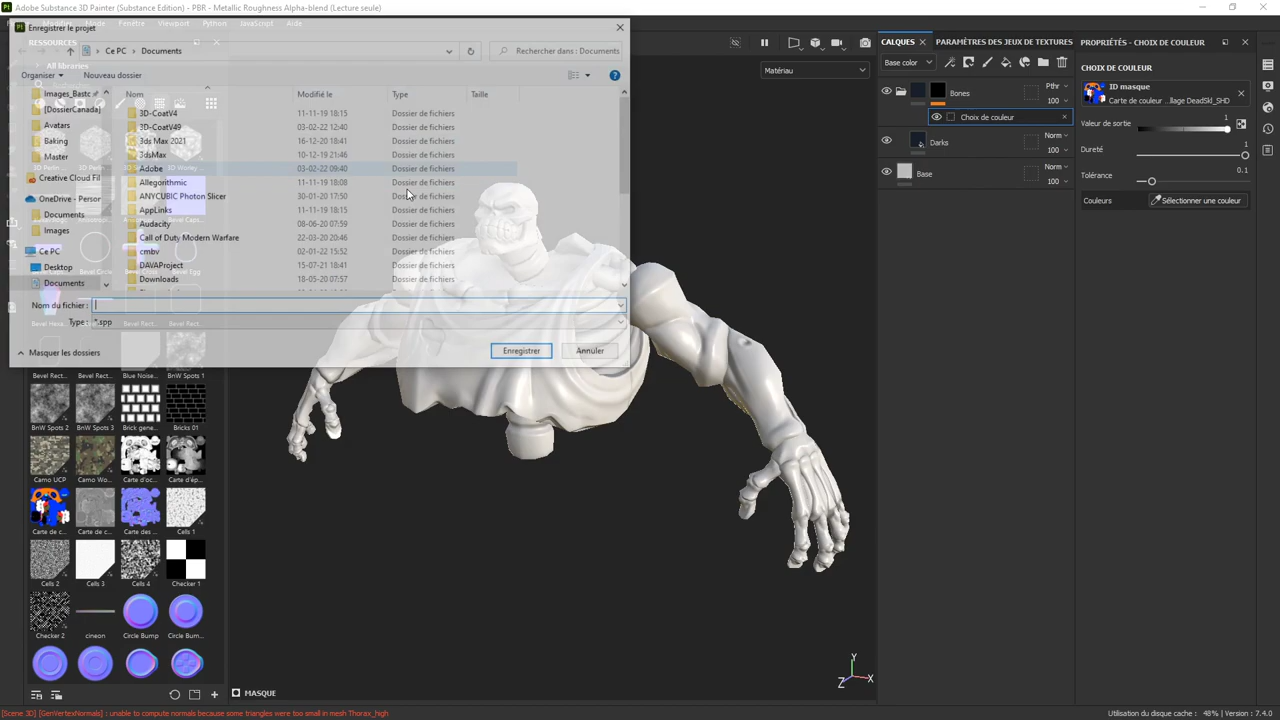 Adobe Substance 3D Painter (Substance Edition) - PBR - Metallic Roughness Alpha-blend (Lecture seule)
Modifier Mode Fenêtre Viewport Python JavaScript Aide
Enregistrer le projet
RESSOURCES
Ce PC > Documents
Rechercher dans : Documents
All libraries
Organiser
Nouveau dossier
Nom
Modifié le
Type
Taille
Images_Bastc
[DossierCanada]
Avatars
Baking
Master
Creative Cloud Fil
OneDrive - Person
Documents
Images
Ce PC
Desktop
Documents
3D-CoatV4 11-11-19 18:15 Dossier de fichiers
3D-CoatV49 03-02-22 12:40 Dossier de fichiers
3ds Max 2021 16-12-20 18:41 Dossier de fichiers
3dsMax 10-12-19 21:46 Dossier de fichiers
Adobe 03-02-22 09:40 Dossier de fichiers
Allegorithmic 11-11-19 18:08 Dossier de fichiers
ANYCUBIC Photon Slicer 30-01-20 17:50 Dossier de fichiers
AppLinks 11-11-19 18:15 Dossier de fichiers
Audacity 08-06-20 07:59 Dossier de fichiers
Call of Duty Modern Warfare 22-03-20 20:46 Dossier de fichiers
cmbv 02-01-22 15:52 Dossier de fichiers
DAVAProject 15-07-21 18:41 Dossier de fichiers
Downloads 18-05-20 07:57 Dossier de fichiers
Nom du fichier :
Type : *.spp
Masquer les dossiers
Enregistrer
Annuler
Bevel Circle
Bevel Rect... Bevel Rect... Blue Noise... BnW Spots 1
BnW Spots 2 BnW Spots 3 Brick gene... Bricks 01
Camo UCP Camo Wo... Carte d'oc... Carte d'ép...
Carte de c... Carte de c... Carte des ... Cells 1
Cells 2 Cells 3 Cells 4 Checker 1
Checker 2 cineon Circle Bump Circle Bum...
Matériau
MASQUE
Y
X
Z
CALQUES
PARAMÈTRES DES JEUX DE TEXTURES
Base color
Bones
Pthr
100
Choix de couleur
Darks
Norm
100
Base
Norm
100
PROPRIÉTÉS - CHOIX DE COULEUR
CHOIX DE COULEUR
ID masque
Carte de couleur ...llage DeadSkl_SHD
Valeur de sortie
1
Dureté
1
Tolérance
0.1
Couleurs
Sélectionner une couleur
[Scene 3D] [GenVertexNormals] : unable to compute normals because some triangles were too small in mesh Thorax_high
Utilisation du disque cache : 48% | Version : 7.4.0